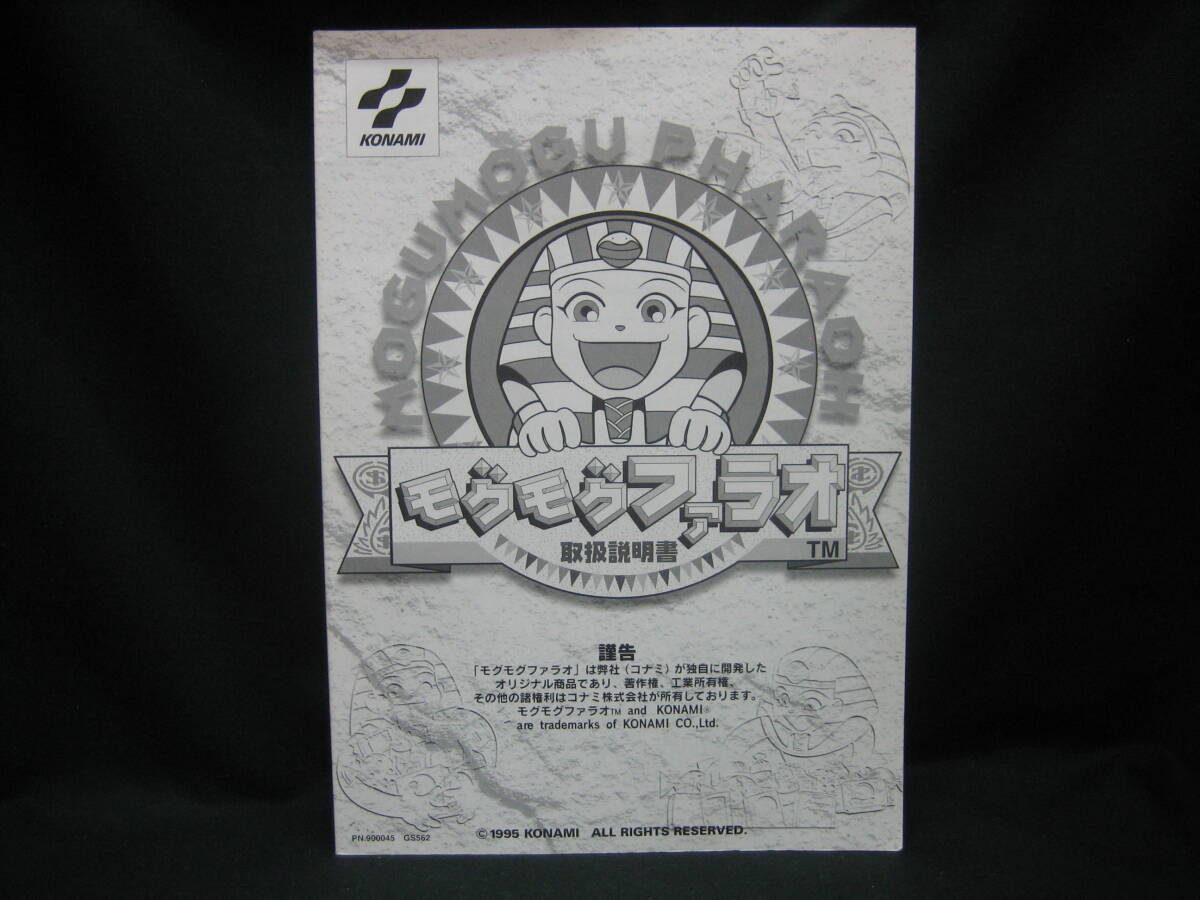 KONAMI
MOGUMOGU PHARAOH
モグモグファラオ
TM
取扱説明書
謹告
「モグモグファラオ」は弊社(コナミ)が独自に開発した
オリジナル商品であり、著作権、工業所有権、
その他の諸権利はコナミ株式会社が所有しております。
モグモグファラオTM and KONAMI®
are trademarks of KONAMI CO.,Ltd.
PN.900045 GS562
©1995 KONAMI ALL RIGHTS RESERVED.